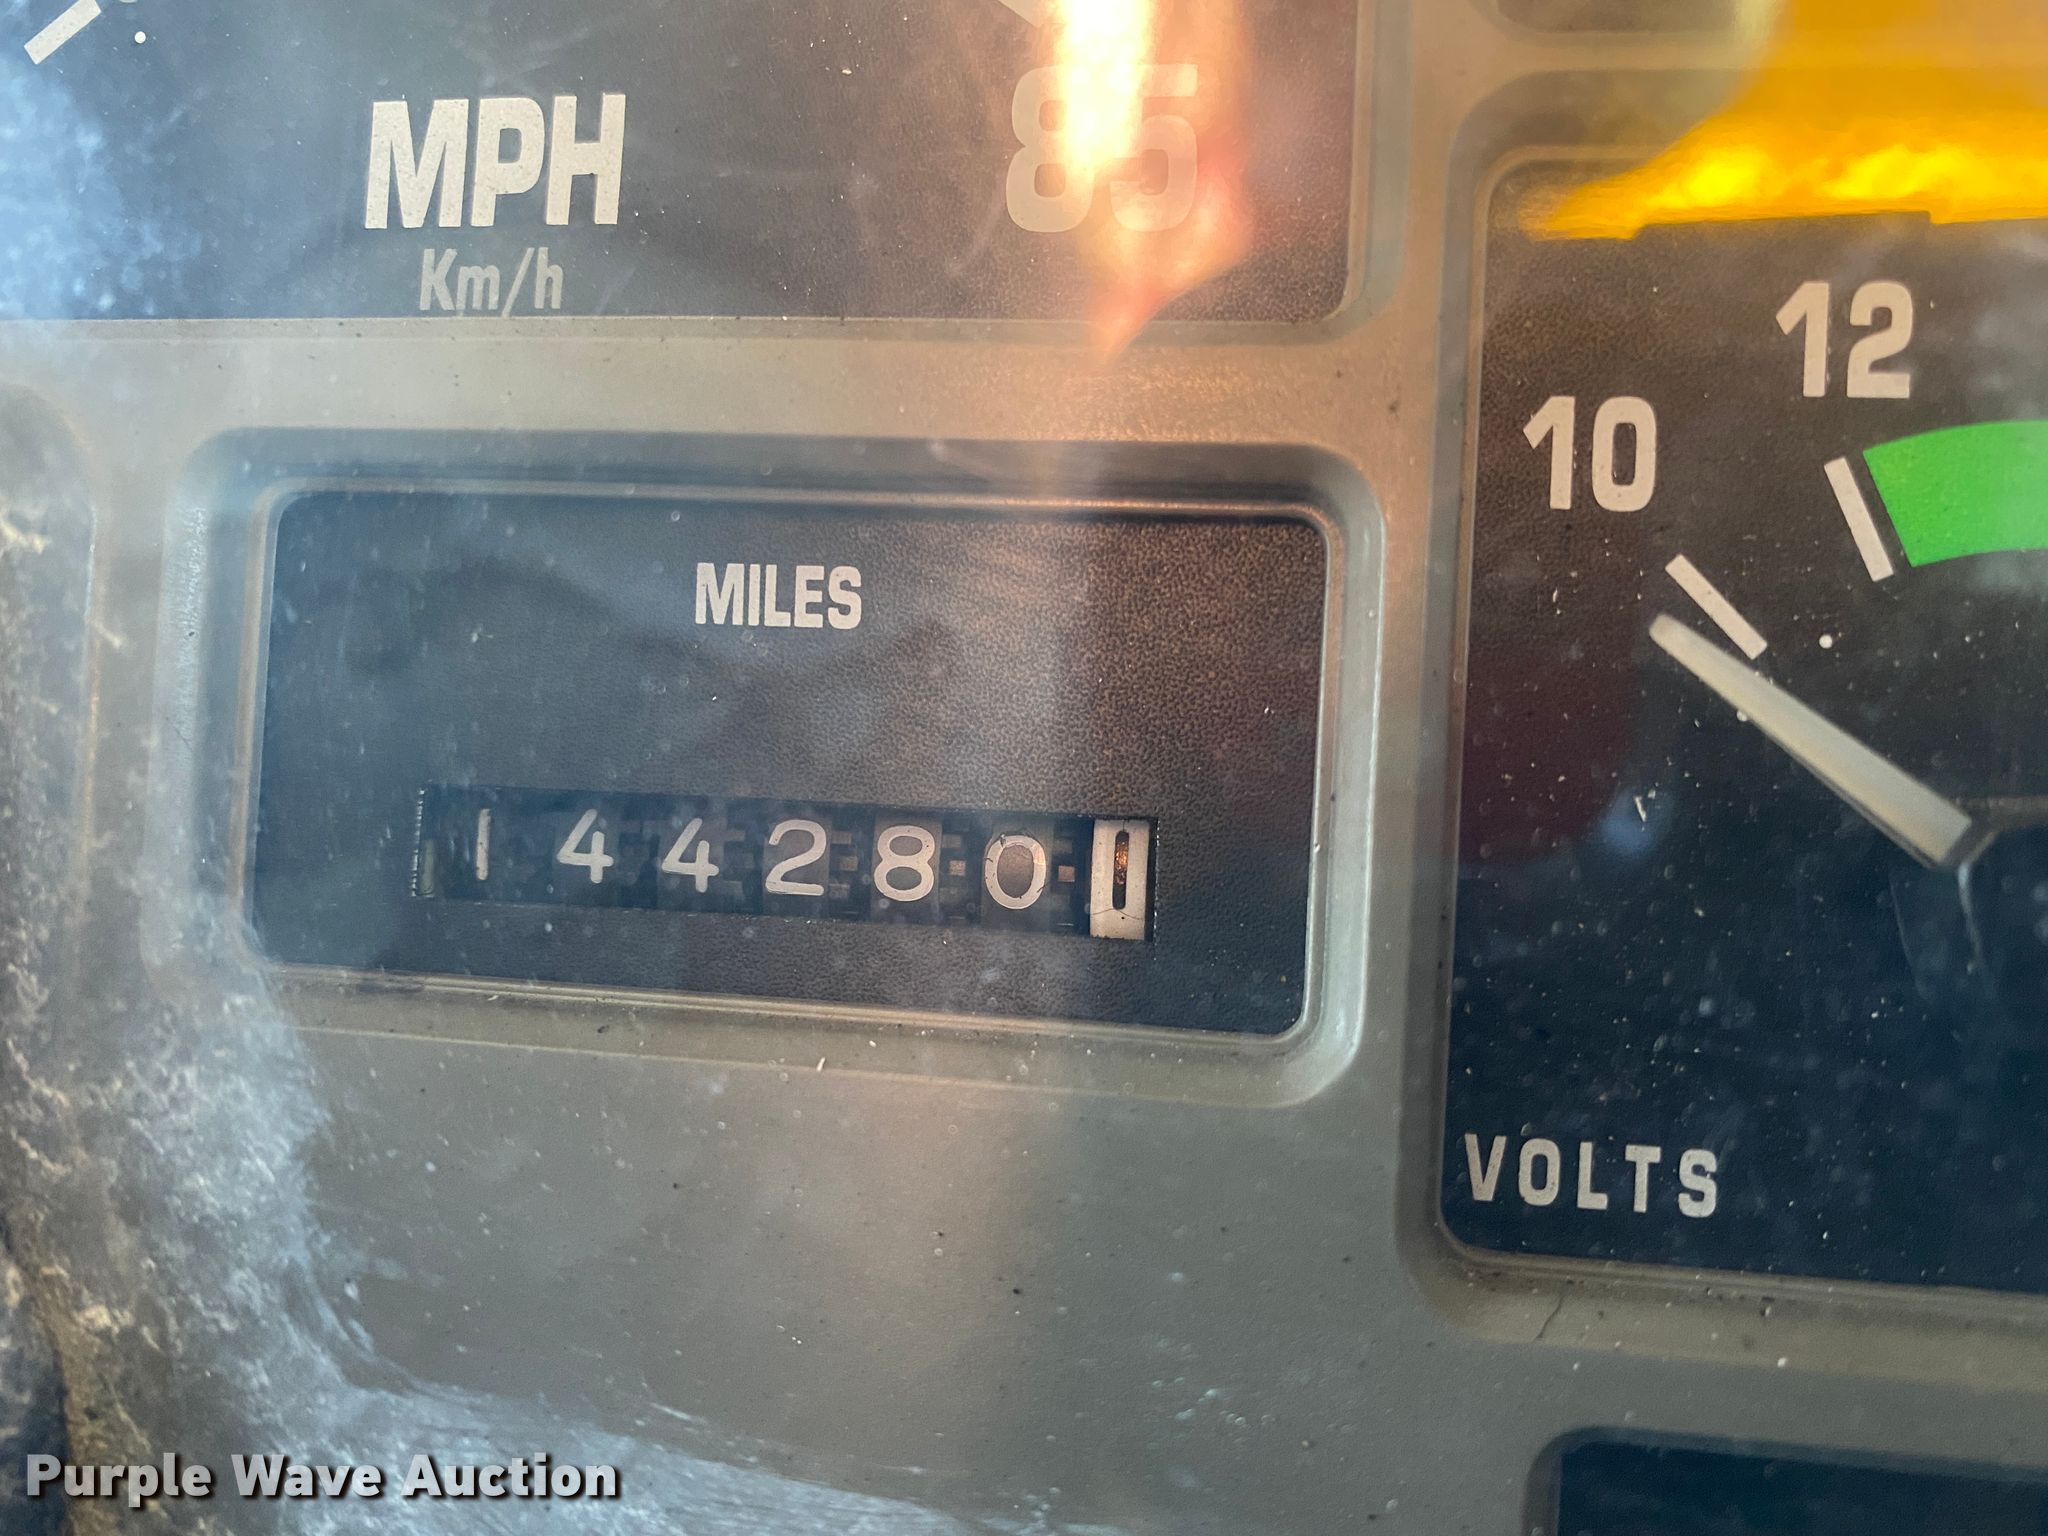 MPH
Km/h
85
MILES
1442801
10
12
VOLTS
Purple Wave Auction